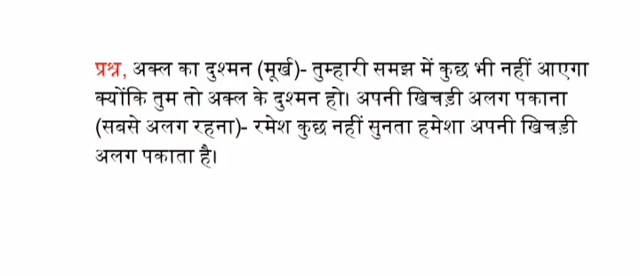 प्रश्न, अक्ल का दुश्मन (मूर्ख)- तुम्हारी समझ में कुछ भी नहीं आएगा
क्योंकि तुम तो अक्ल के दुश्मन हो। अपनी खिचड़ी अलग पकाना
(सबसे अलग रहना)- रमेश कुछ नहीं सुनता हमेशा अपनी खिचड़ी
अलग पकाता है।